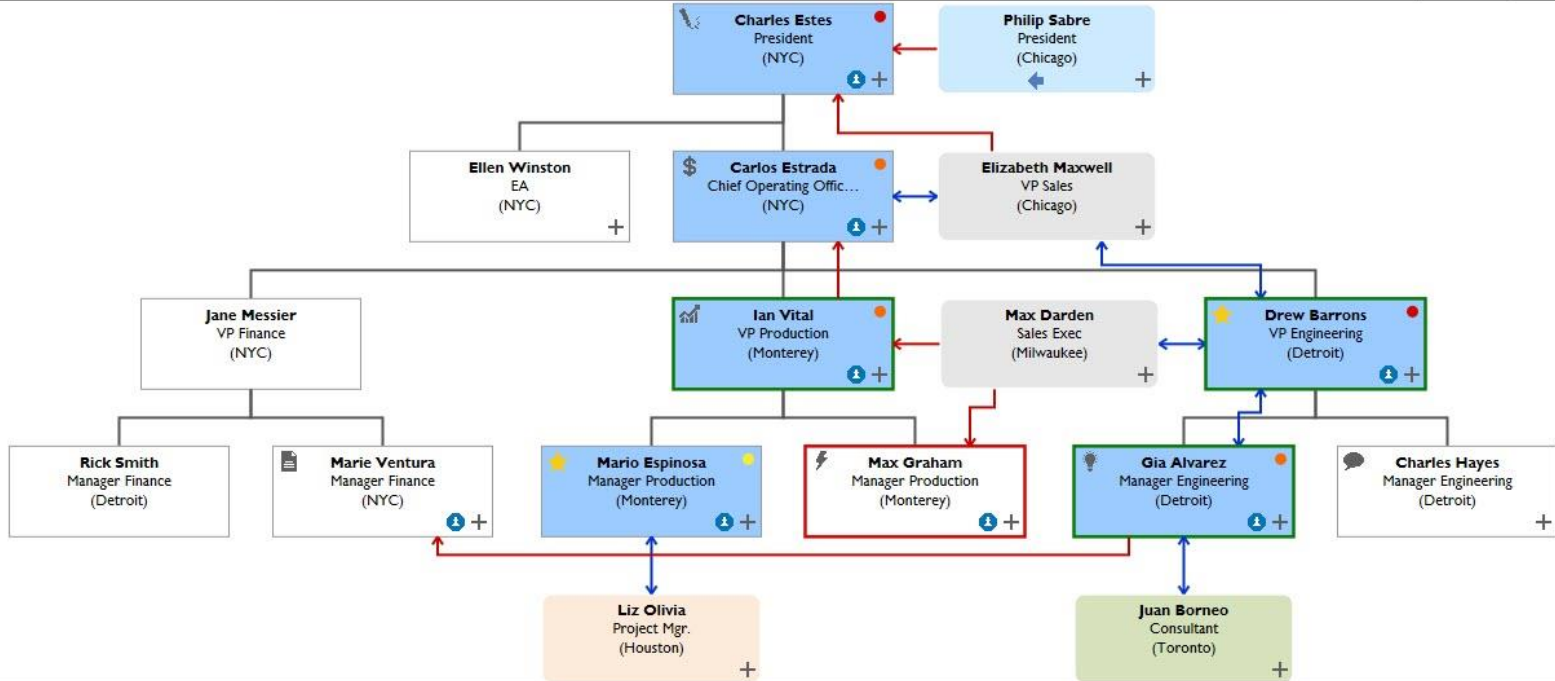 Charles Estes
President
(NYC)
Philip Sabre
President
(Chicago)
Ellen Winston
EA
(NYC)
$
Carlos Estrada
Chief Operating Offic...
(NYC)
Elizabeth Maxwell
VP Sales
(Chicago)
Jane Messier
VP Finance
(NYC)
Ian Vital
VP Production
(Monterey)
Max Darden
Sales Exec
(Milwaukee)
Drew Barrons
VP Engineering
(Detroit)
Rick Smith
Manager Finance
(Detroit)
Marie Ventura
Manager Finance
(NYC)
Mario Espinosa
Manager Production
(Monterey)
Max Graham
Manager Production
(Monterey)
Gia Alvarez
Manager Engineering
(Detroit)
Charles Hayes
Manager Engineering
(Detroit)
Liz Olivia
Project Mgr.
(Houston)
Juan Borneo
Consultant
(Toronto)